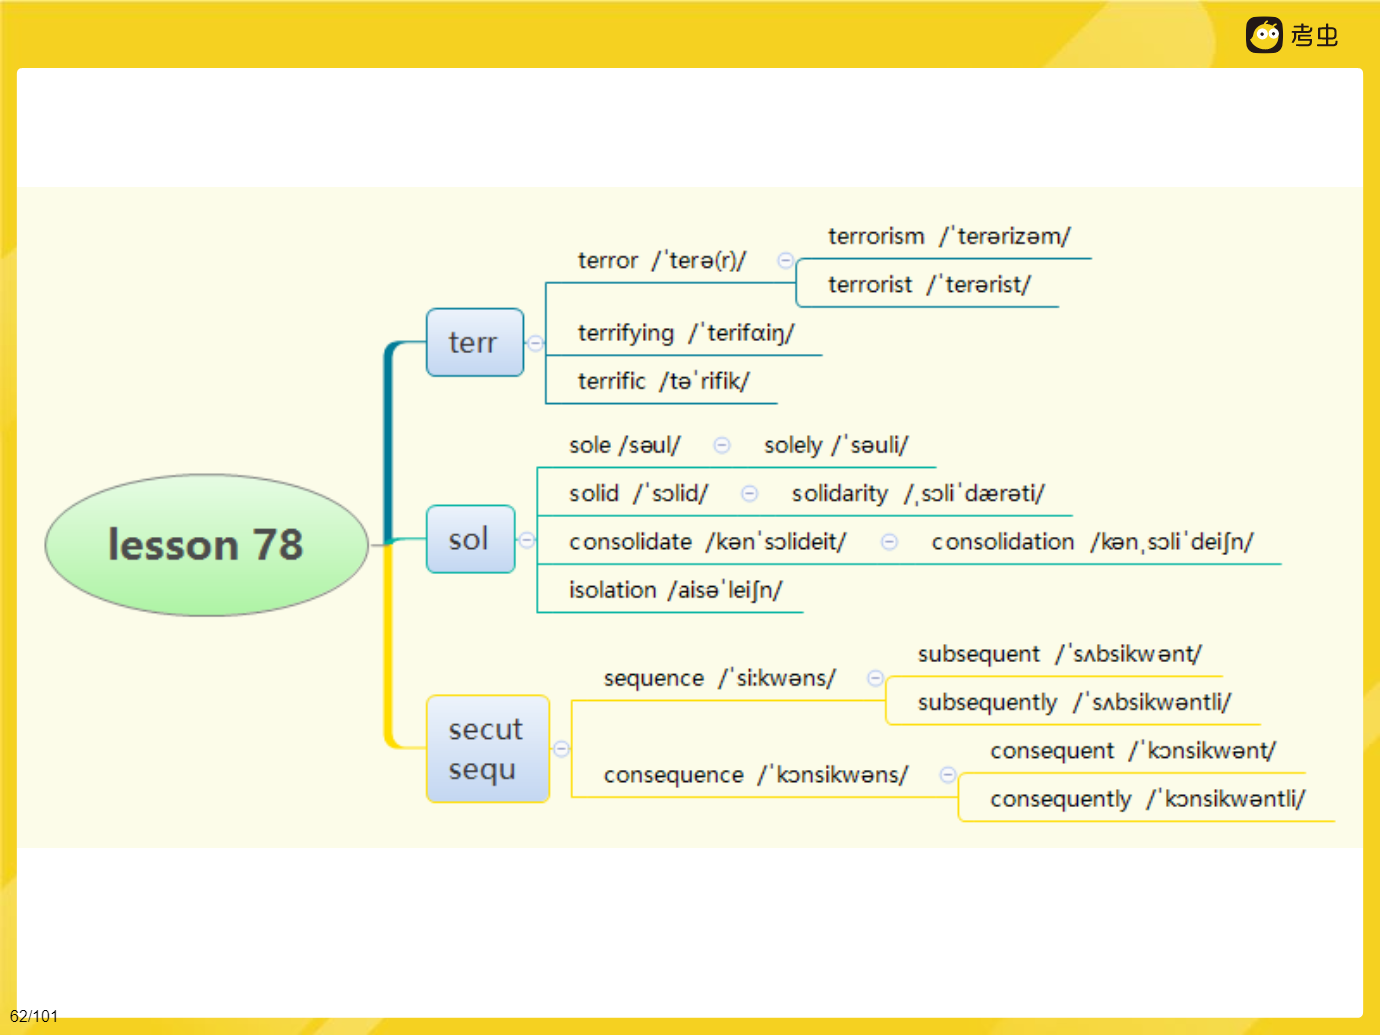 考虫
terrorism /ˈterərizəm/
terror /ˈterə(r)/
terrorist /ˈterərist/
terr
terrifying /ˈterifɑiŋ/
terrific /təˈrifik/
sole /səul/ solely /ˈsəuli/
solid /ˈsɔlid/ solidarity /ˌsɔliˈdærəti/
sol
consolidate /kənˈsɔlideit/ consolidation /kənˌsɔliˈdeiʃn/
isolation /aisəˈleiʃn/
lesson 78
subsequent /ˈsʌbsikwənt/
sequence /ˈsi:kwəns/
subsequently /ˈsʌbsikwəntli/
secut
sequ
consequent /ˈkɔnsikwənt/
consequence /ˈkɔnsikwəns/
consequently /ˈkɔnsikwəntli/
62/101